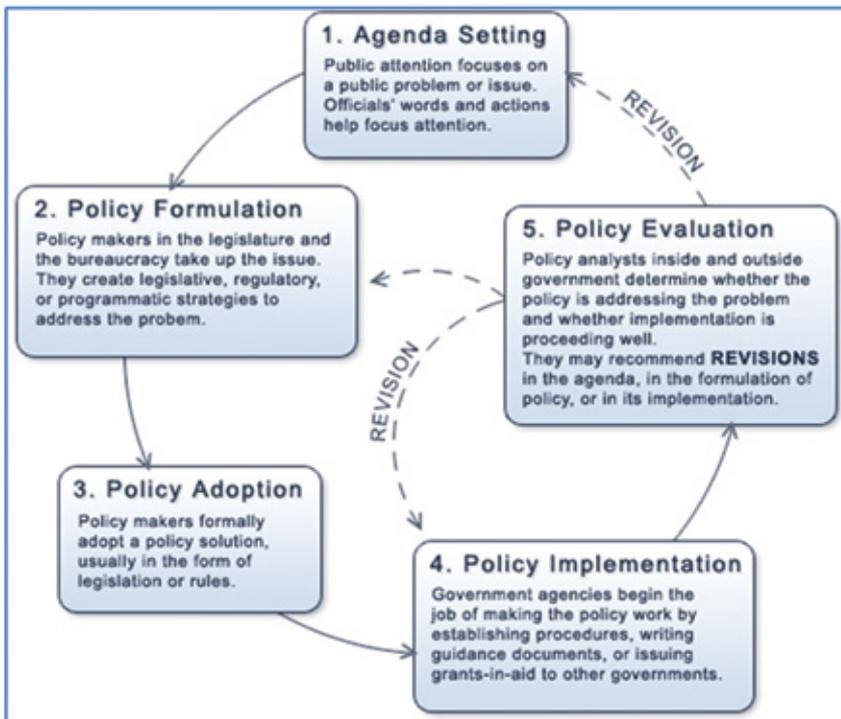 1. Agenda Setting
Public attention focuses on
a public problem or issue.
Officials' words and actions
help focus attention.
REVISION
2. Policy Formulation
Policy makers in the legislature and
the bureaucracy take up the issue.
They create legislative, regulatory,
or programmatic strategies to
address the probem.
5. Policy Evaluation
Policy analysts inside and outside
government determine whether the
policy is addressing the problem
and whether implementation is
proceeding well.
They may recommend REVISIONS
in the agenda, in the formulation of
policy, or in its implementation.
REVISION
3. Policy Adoption
Policy makers formally
adopt a policy solution,
usually in the form of
legislation or rules.
4. Policy Implementation
Government agencies begin the
job of making the policy work by
establishing procedures, writing
guidance documents, or issuing
grants-in-aid to other governments.